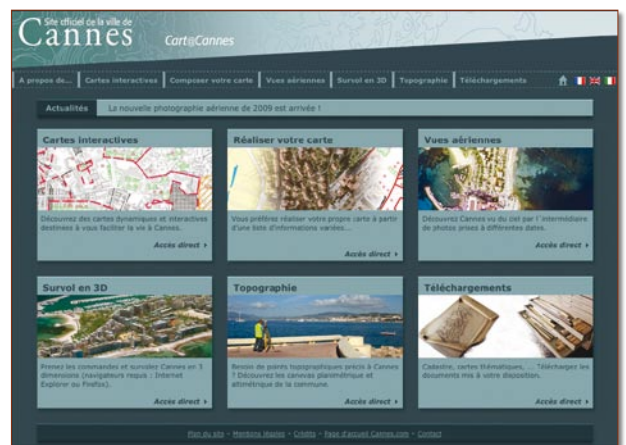 Site officiel de la ville de
Cannes
Cart@Cannes
A propos de... Cartes interactives Composer votre carte Vues aériennes Survol en 3D Topographie Téléchargements
Actualités La nouvelle photographie aérienne de 2009 est arrivée !
Cartes interactives
Découvrez des cartes dynamiques et interactives
destinées à vous faciliter la vie à Cannes.
Accès direct
Réaliser votre carte
Vous préférez réaliser votre propre carte à partir
d'une liste d'informations variées...
Accès direct
Vues aériennes
Découvrez Cannes vu du ciel par l'intermédiaire
de photos prises à différentes dates.
Accès direct
Survol en 3D
Prenez les commandes et survolez Cannes en 3
dimensions (navigateurs requis : Internet
Explorer ou Firefox).
Accès direct
Topographie
Besoin de points topographiques précis à Cannes
? Découvrez les canevas planimétrique et
altimétrique de la commune.
Accès direct
Téléchargements
Cadastre, cartes thématiques, ... Téléchargez les
documents mis à votre disposition.
Accès direct
Plan du site - Mentions légales - Crédits - Page d'accueil Cannes.com - Contact